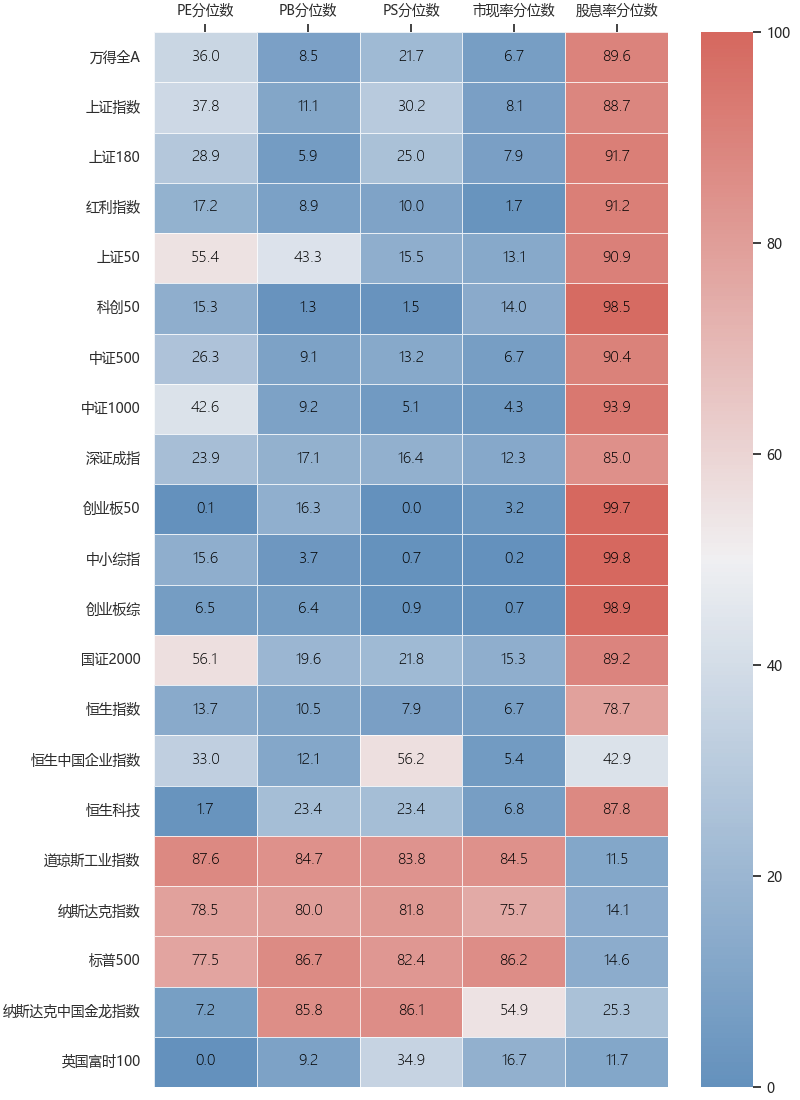 PE分位数 PB分位数 PS分位数 市现率分位数 股息率分位数
万得全A 36.0 8.5 21.7 6.7 89.6
上证指数 37.8 11.1 30.2 8.1 88.7
上证180 28.9 5.9 25.0 7.9 91.7
红利指数 17.2 8.9 10.0 1.7 91.2
上证50 55.4 43.3 15.5 13.1 90.9
科创50 15.3 1.3 1.5 14.0 98.5
中证500 26.3 9.1 13.2 6.7 90.4
中证1000 42.6 9.2 5.1 4.3 93.9
深证成指 23.9 17.1 16.4 12.3 85.0
创业板50 0.1 16.3 0.0 3.2 99.7
中小综指 15.6 3.7 0.7 0.2 99.8
创业板综 6.5 6.4 0.9 0.7 98.9
国证2000 56.1 19.6 21.8 15.3 89.2
恒生指数 13.7 10.5 7.9 6.7 78.7
恒生中国企业指数 33.0 12.1 56.2 5.4 42.9
恒生科技 1.7 23.4 23.4 6.8 87.8
道琼斯工业指数 87.6 84.7 83.8 84.5 11.5
纳斯达克指数 78.5 80.0 81.8 75.7 14.1
标普500 77.5 86.7 82.4 86.2 14.6
纳斯达克中国金龙指数 7.2 85.8 86.1 54.9 25.3
英国富时100 0.0 9.2 34.9 16.7 11.7
100
80
60
40
20
0